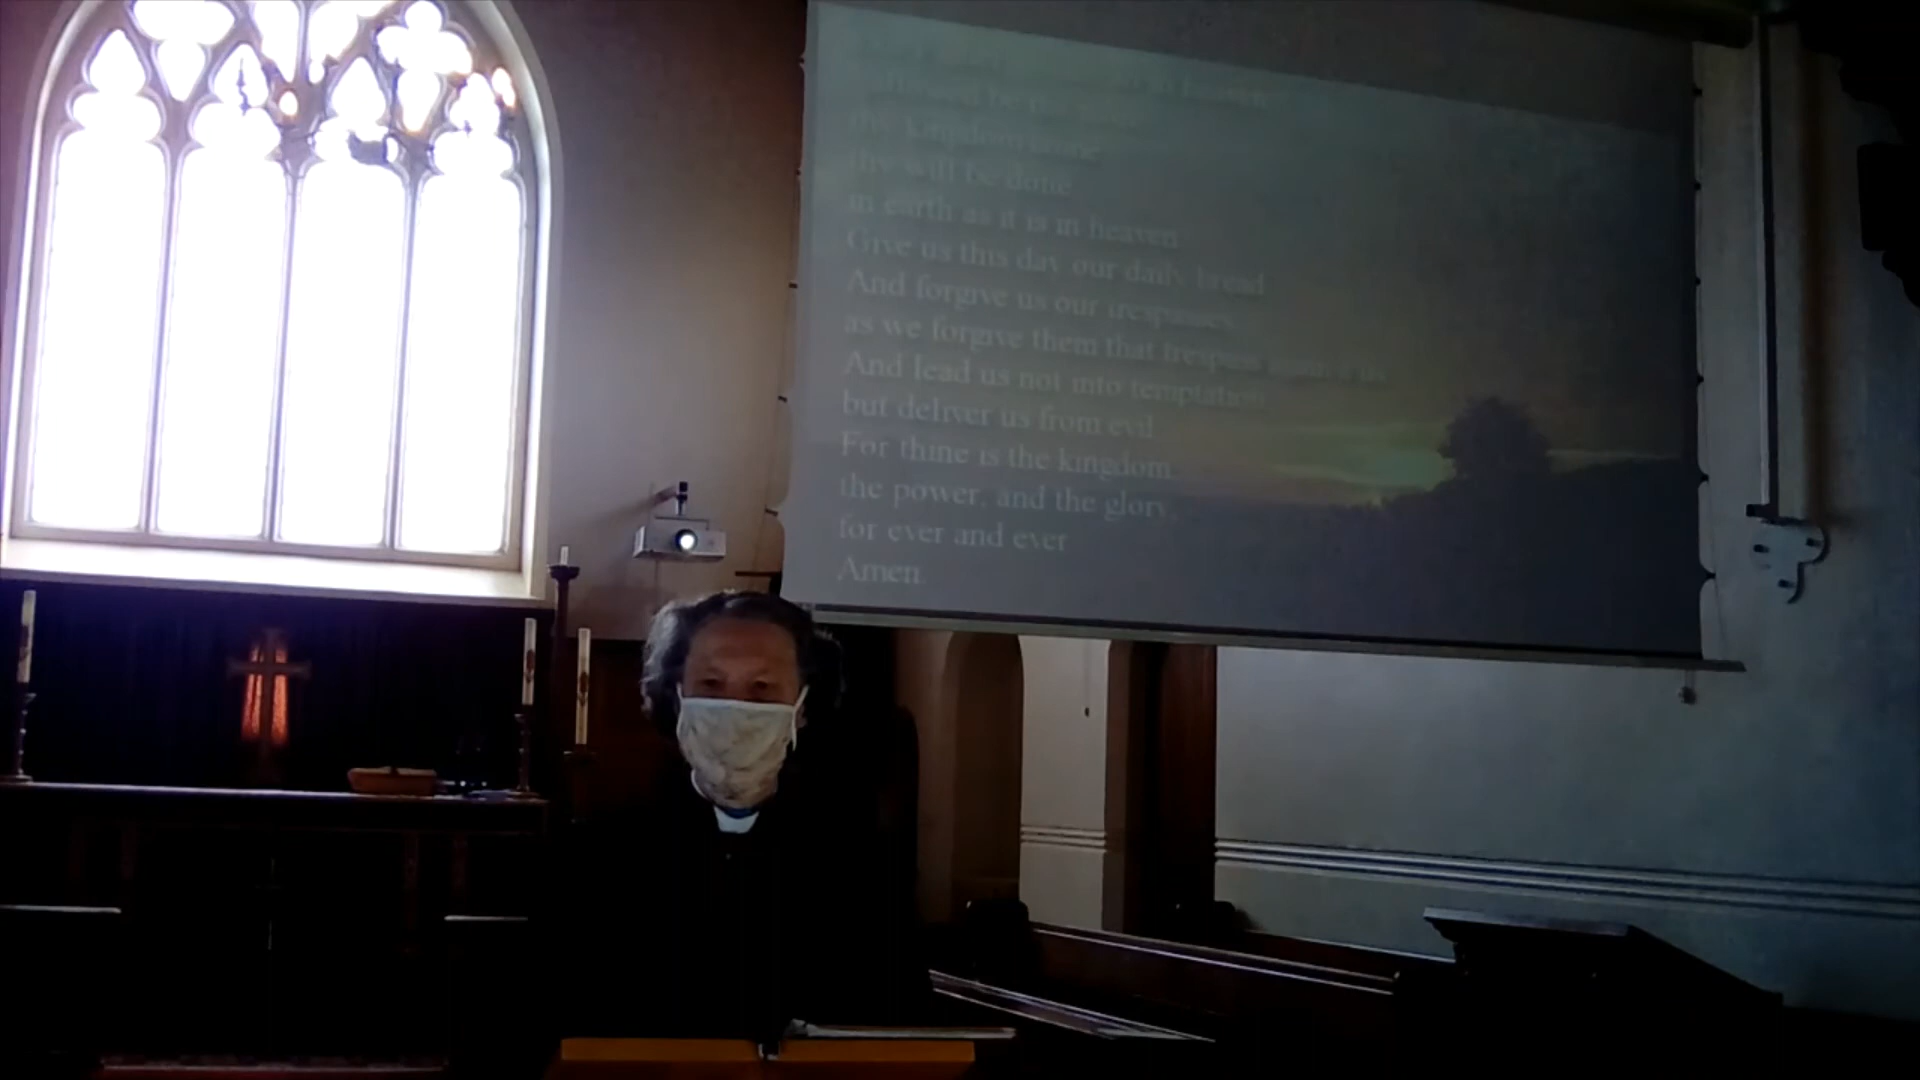 thy will be done
in earth as it is in heaven
Give us this day our daily bread
And forgive us our trespasses
as we forgive them that trespass against us
And lead us not into temptation
but deliver us from evil
For thine is the kingdom,
the power, and the glory,
for ever and ever
Amen.